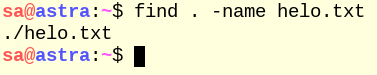 sa@astra:~$ find . -name helo.txt
./helo.txt
sa@astra:~$